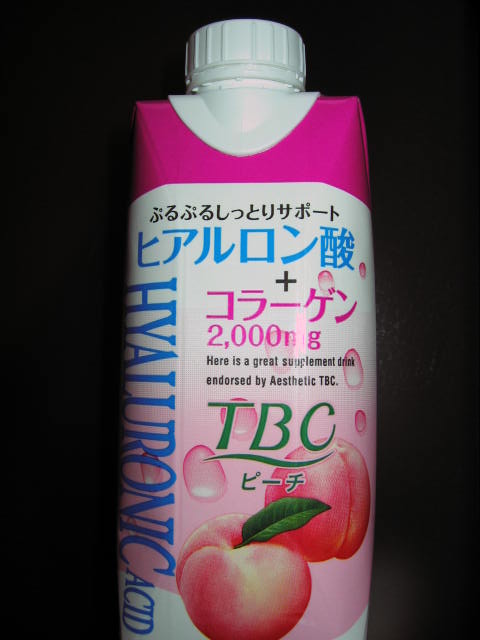 ぷるぷるしっとりサポート
ヒアルロン酸
+
コラーゲン
2,000mg
Here is a great supplement drink
endorsed by Aesthetic TBC.
TBC
ピーチ
HYALURONIC ACID